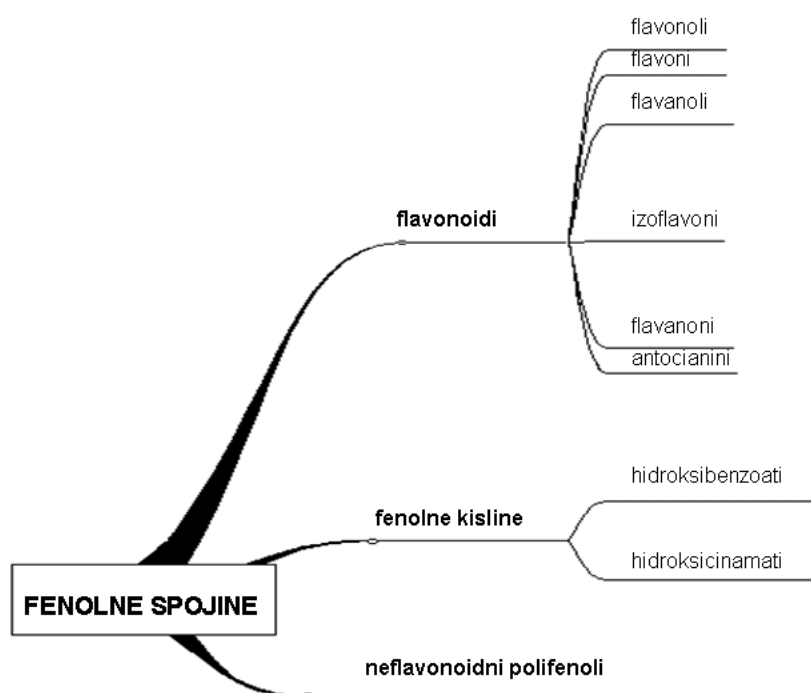 flavonoli
flavoni
flavanoli
flavonoidi
izoflavoni
flavanoni
antocianini
hidroksibenzoati
fenolne kisline
hidroksicinamati
FENOLNE SPOJINE
neflavonoidni polifenoli